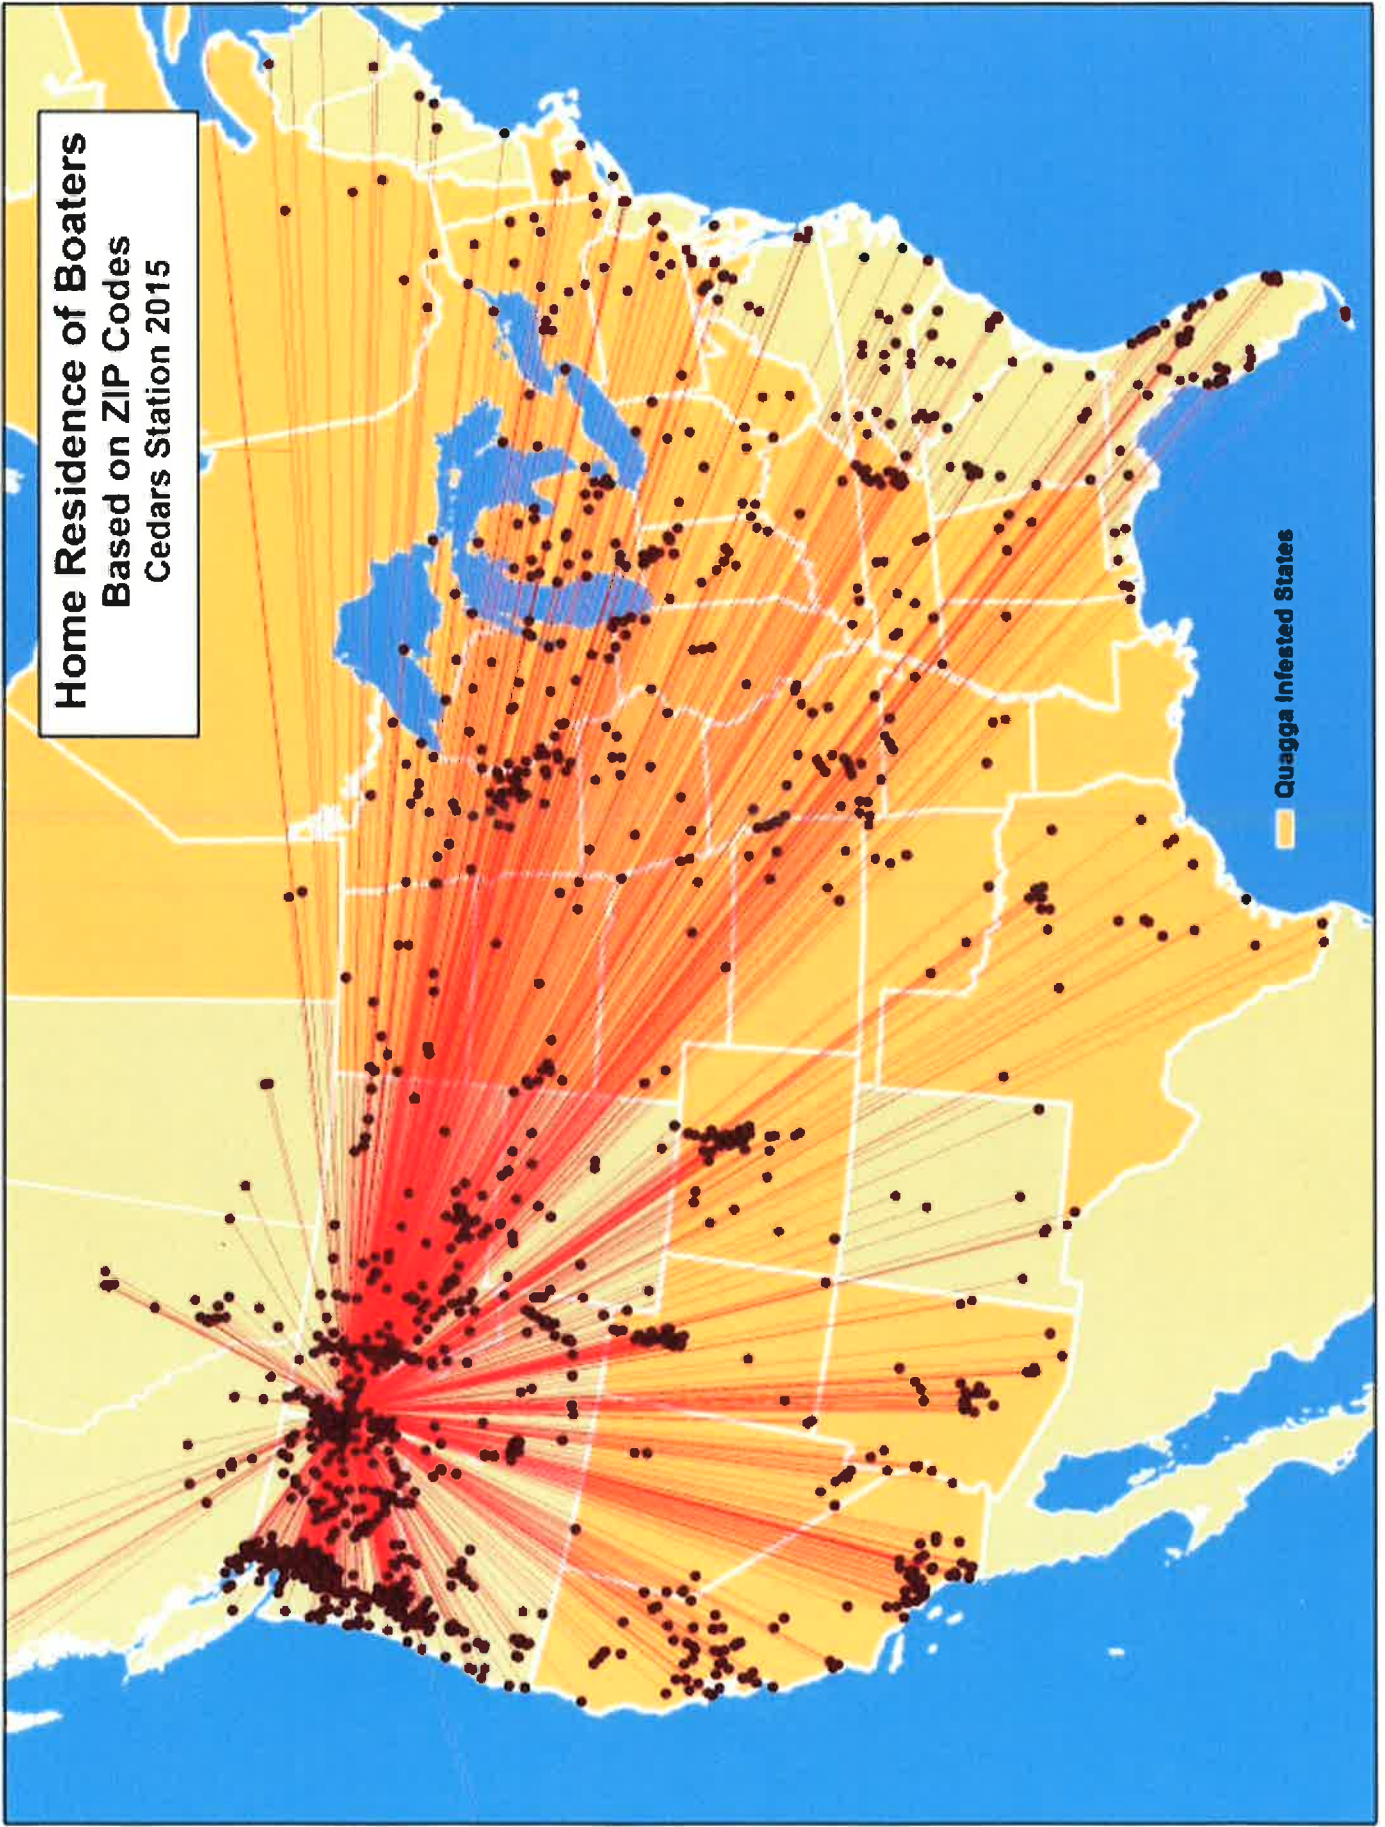 Home Residence of Boaters
Based on ZIP Codes
Cedars Station 2015
Quagga Infested States